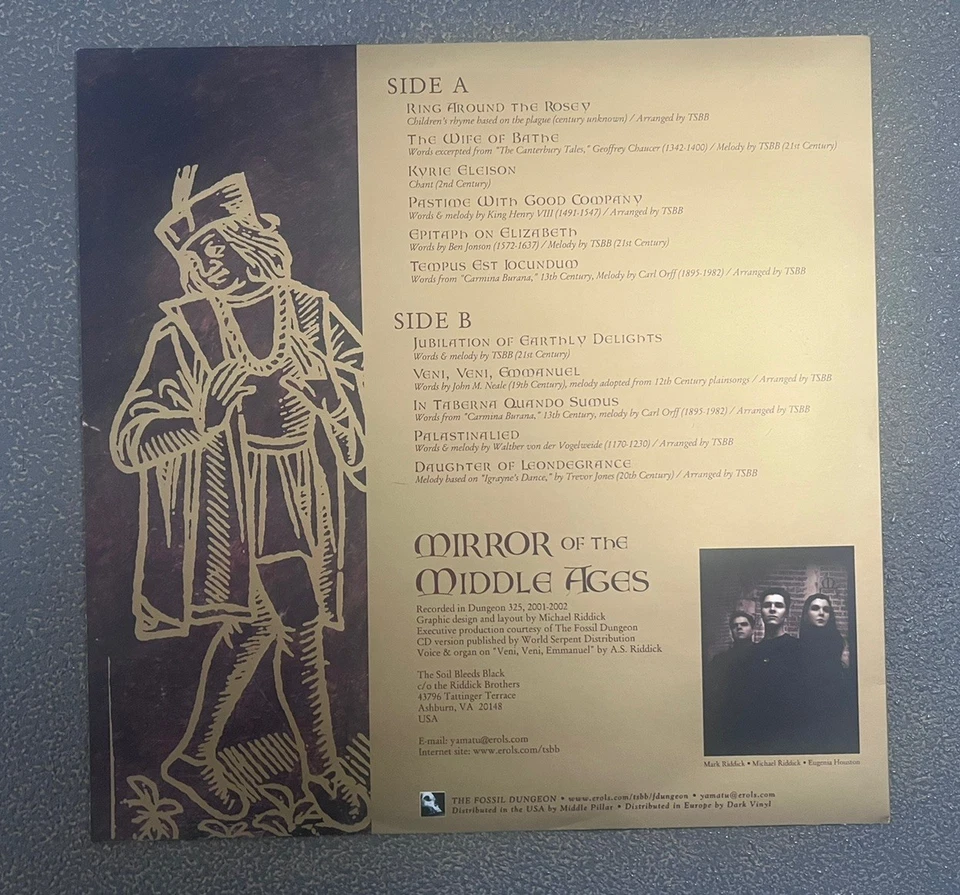 SIDE A
Ring Around the Rosey
Children's rhyme based on the plague (century unknown) / Arranged by TSBB
The Wife of Bathe
Words excerpted from "The Canterbury Tales," Geoffrey Chaucer (1342-1400) / Melody by TSBB (21st Century)
Kyrie Eleison
Chant (2nd Century)
Pastime With Good Company
Words & melody by King Henry VIII (1491-1547) / Arranged by TSBB
Epitaph on Elizabeth
Words by Ben Jonson (1572-1637) / Melody by TSBB (21st Century)
Tempus Est Iocundum
Words from "Carmina Burana," 13th Century, Melody by Carl Orff (1895-1982) / Arranged by TSBB
SIDE B
Jubilation of Earthly Delights
Words & melody by TSBB (21st Century)
Veni, Veni, Emmanuel
Words by John M. Neale (19th Century), melody adopted from 12th Century plainsongs / Arranged by TSBB
In Taberna Quando Sumus
Words from "Carmina Burana," 13th Century, melody by Carl Orff (1895-1982) / Arranged by TSBB
Palastinalied
Words & melody by Walther von der Vogelweide (1170-1230) / Arranged by TSBB
Daughter of Leondegrance
Melody based on "Igrayne's Dance," by Trevor Jones (20th Century) / Arranged by TSBB
Mirror of the
Middle Ages
Recorded in Dungeon 325, 2001-2002
Graphic design and layout by Michael Riddick
Executive production courtesy of The Fossil Dungeon
CD version published by World Serpent Distribution
Voice & organ on "Veni, Veni, Emmanuel" by A.S. Riddick
The Soil Bleeds Black
c/o the Riddick Brothers
43796 Taitinger Terrace
Ashburn, VA 20148
USA
E-mail: yamatu@erols.com
Internet site: www.erols.com/tsbb
Mark Riddick • Michael Riddick • Eugenia Houston
THE FOSSIL DUNGEON • www.erols.com/tsbb/fdungeon • yamatu@erols.com
Distributed in the USA by Middle Pillar • Distributed in Europe by Dark Vinyl